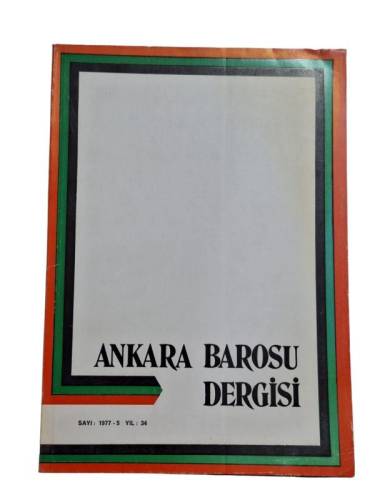 ANKARA BAROSU
DERGİSİ
SAYI: 1977-5 YIL: 34